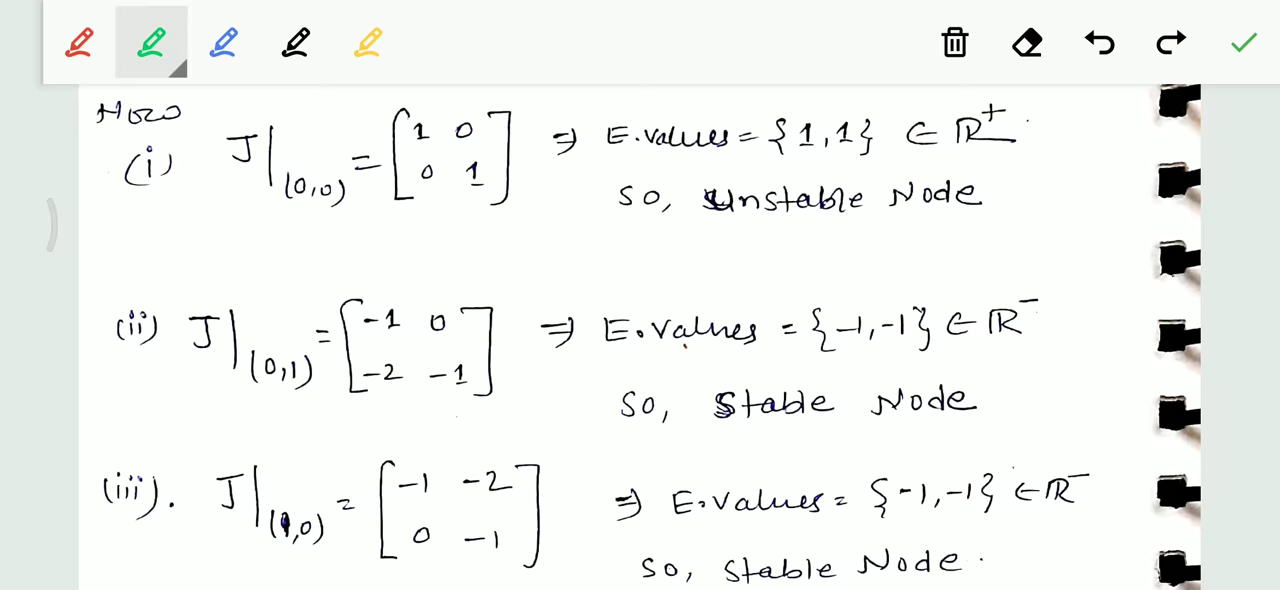 Now
(i) J|(0,0) = [1 0; 0 1] ⇒ E.values = {1,1} ∈ ℝ⁺
So, Unstable Node
(ii) J|(0,1) = [-1 0; -2 -1] ⇒ E.values = {-1,-1} ∈ ℝ⁻
So, Stable Node
(iii). J|(1,0) = [-1 -2; 0 -1] ⇒ E.values = {-1,-1} ∈ ℝ⁻
So, Stable Node.